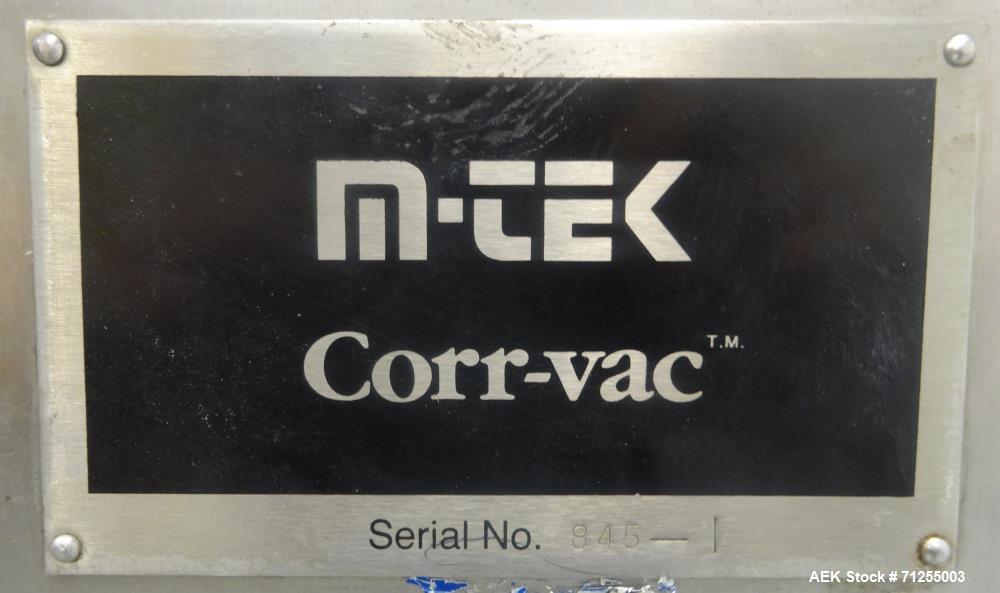 M-TEK
Corr-vac T.M.
Serial No. 845-1
AEK Stock # 71255003